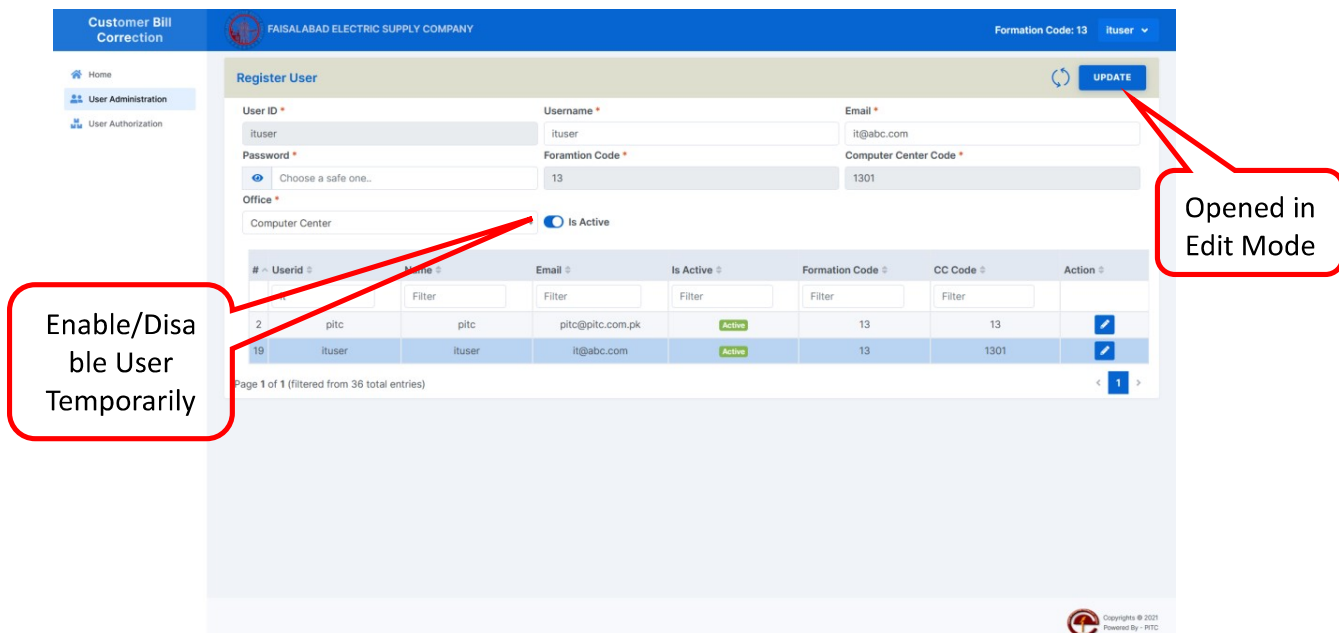 Customer Bill
Correction
FAISALABAD ELECTRIC SUPPLY COMPANY
Formation Code: 13 ituser
Home
User Administration
User Authorization
Register User
UPDATE
User ID * Username * Email *
ituser ituser it@abc.com
Password * Foramtion Code * Computer Center Code *
Choose a safe one.. 13 1301
Office *
Computer Center Is Active
Opened in
Edit Mode
# Userid Name Email Is Active Formation Code CC Code Action
Filter Filter Filter Filter Filter
2 pitc pitc pitc@pitc.com.pk Active 13 13
19 ituser ituser it@abc.com Active 13 1301
Page 1 of 1 (filtered from 36 total entries) < 1 >
Enable/Disa
ble User
Temporarily
Copyrights © 2021
Powered By - PITC